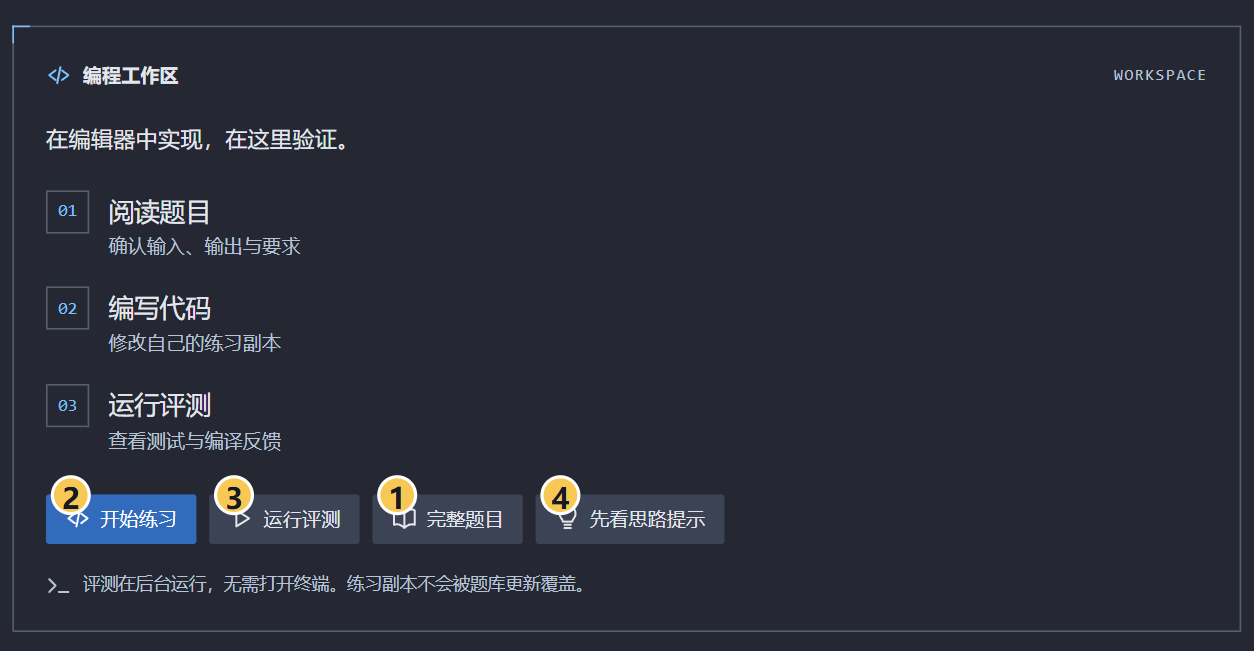 编程工作区
WORKSPACE
在编辑器中实现，在这里验证。
01 阅读题目
确认输入、输出与要求
02 编写代码
修改自己的练习副本
03 运行评测
查看测试与编译反馈
2 开始练习
3 运行评测
1 完整题目
4 先看思路提示
评测在后台运行，无需打开终端。练习副本不会被题库更新覆盖。